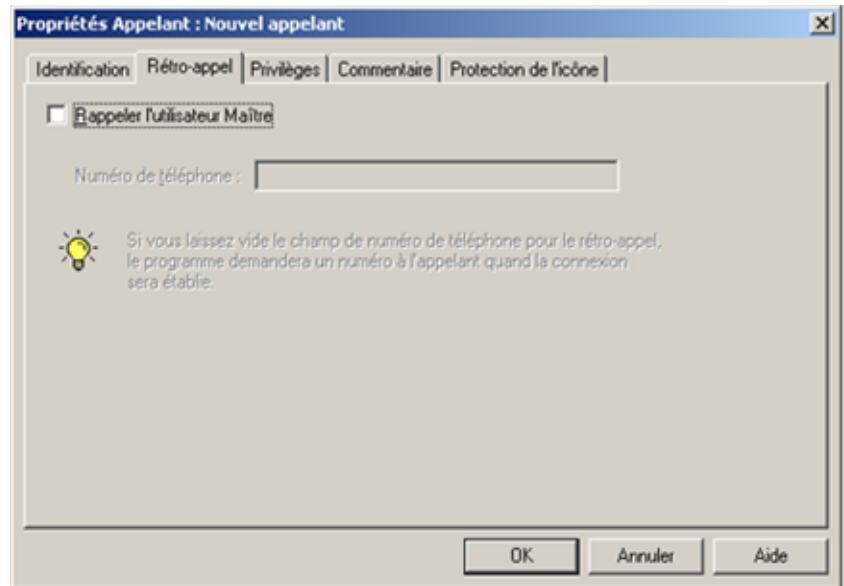 Propriétés Appelant : Nouvel appelant
Identification Rétro-appel Privilèges Commentaire Protection de l'icône
Rappeler l'utilisateur Maître
Numéro de téléphone :
Si vous laissez vide le champ de numéro de téléphone pour le rétro-appel,
le programme demandera un numéro à l'appelant quand la connexion
sera établie.
OK Annuler Aide